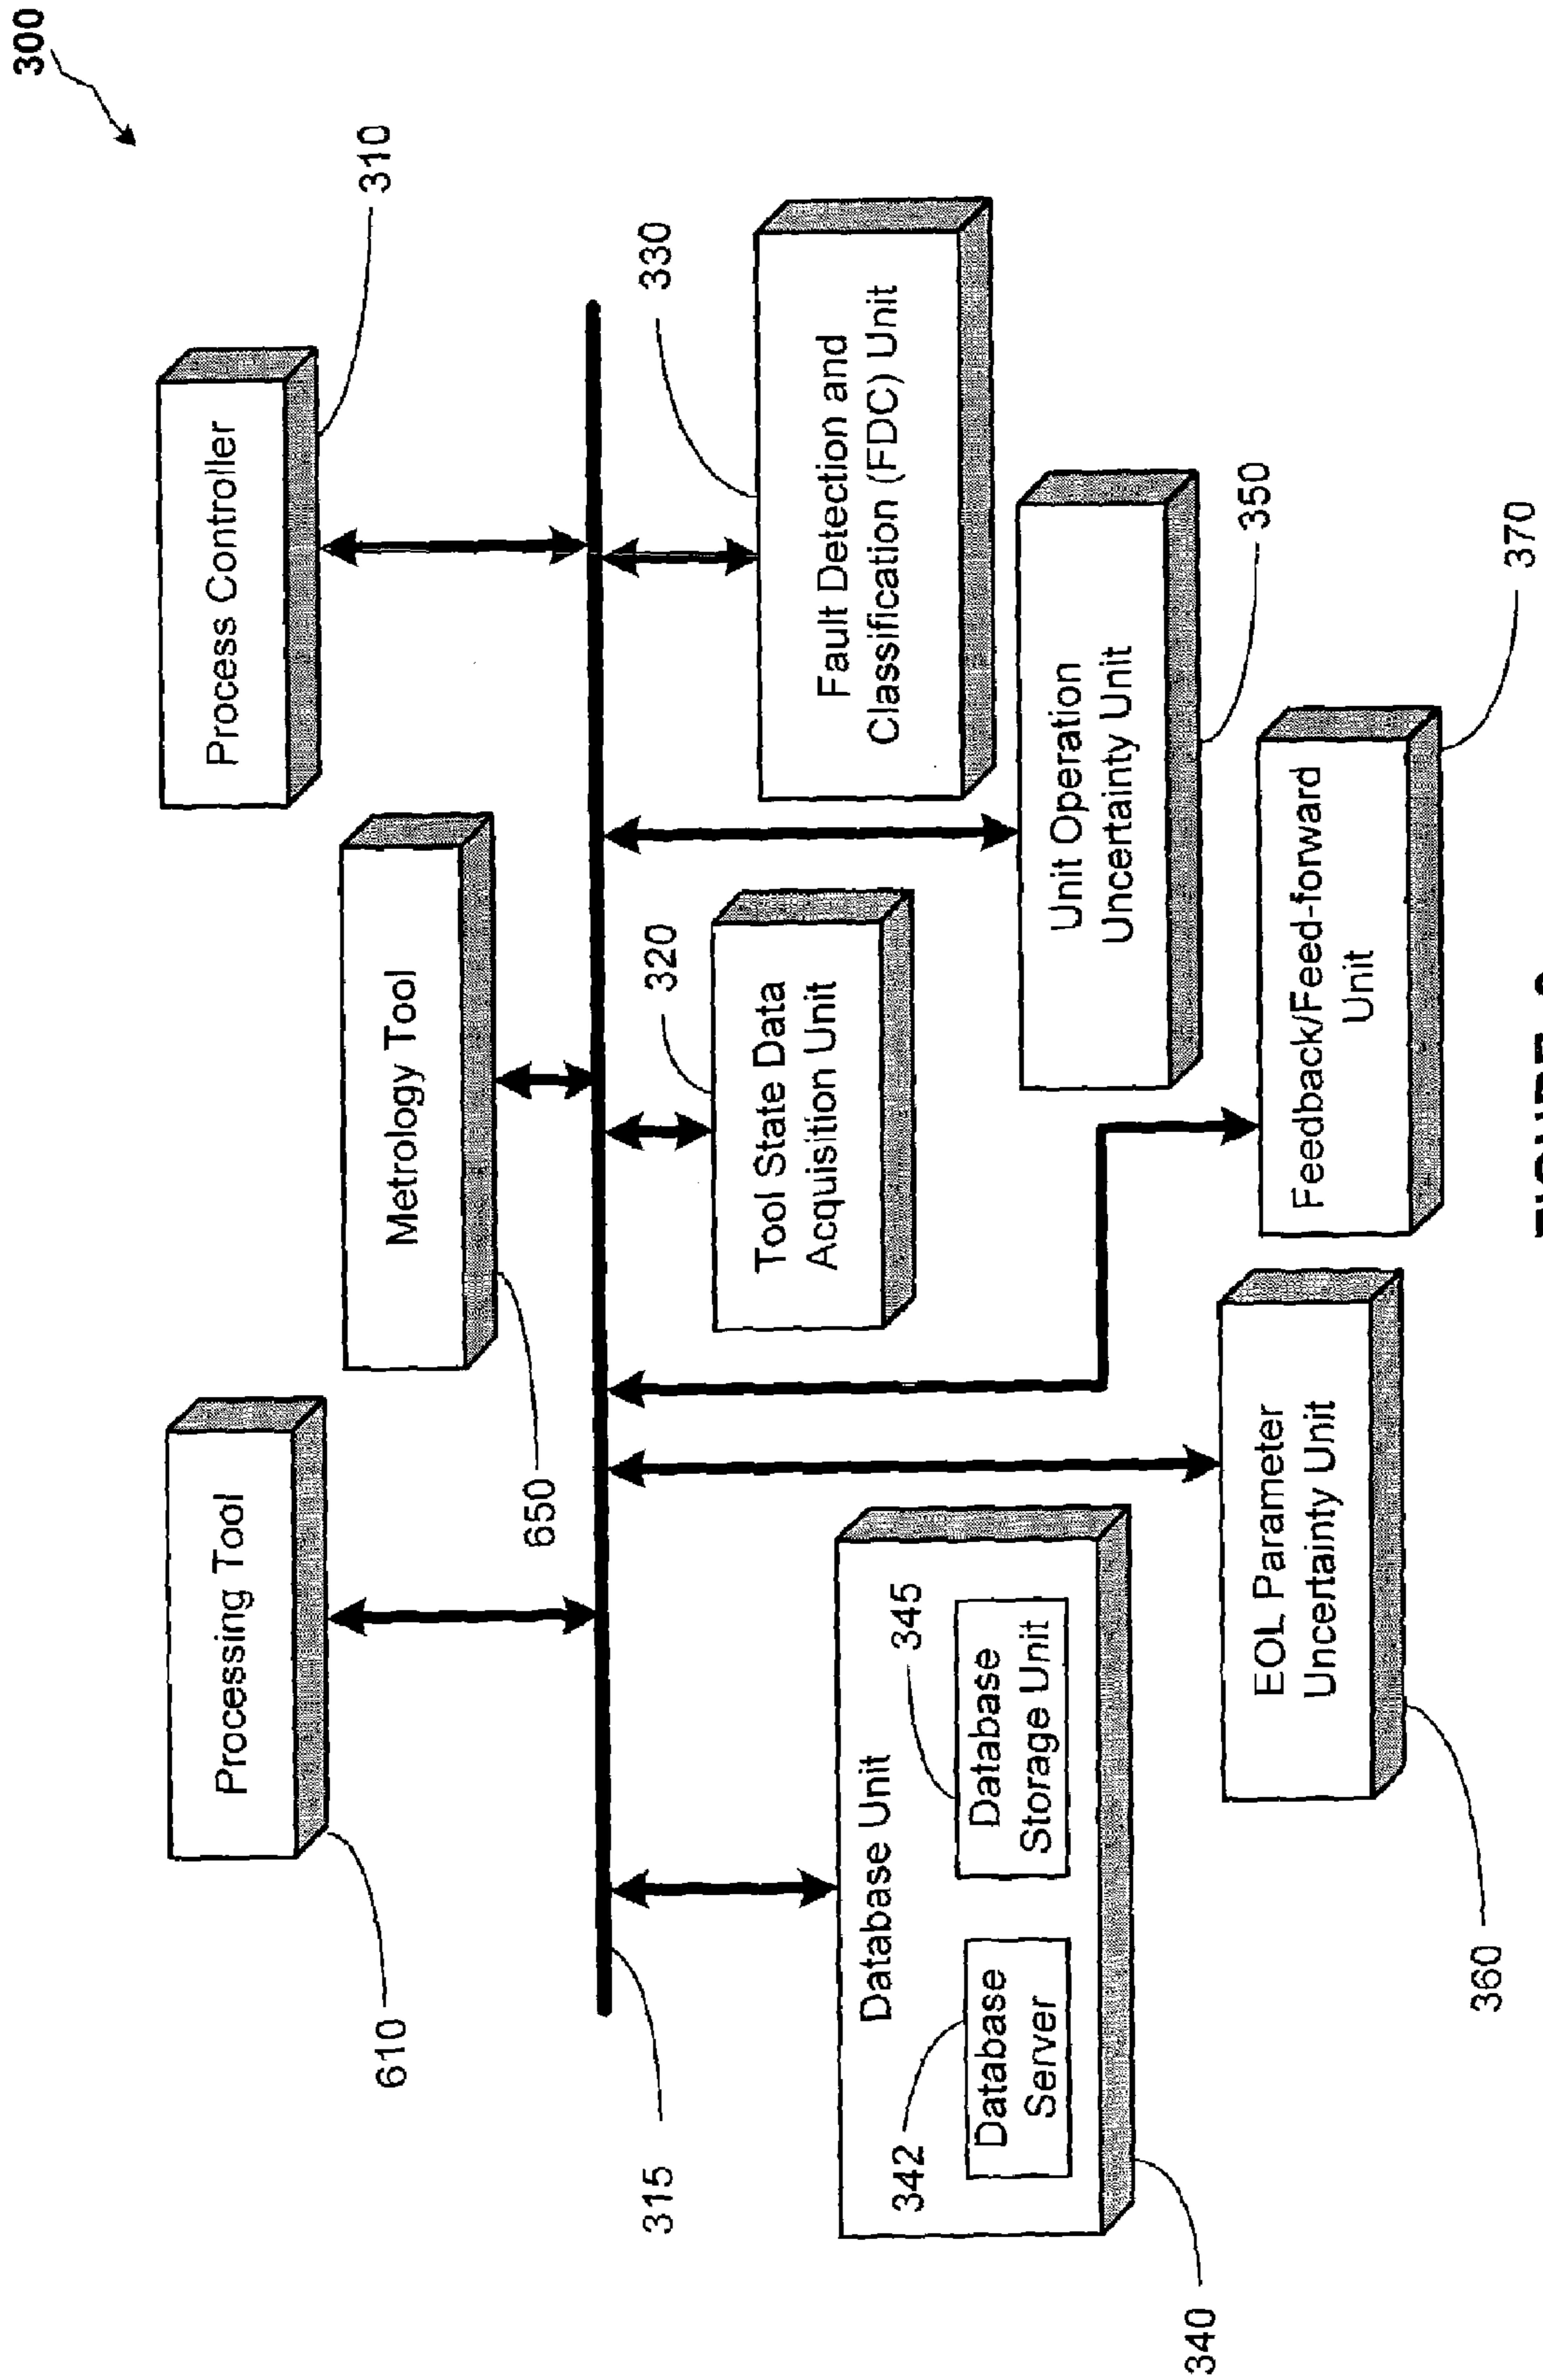 300
Processing Tool
610
Metrology Tool
650
Process Controller
310
315
Database Unit
342
Database
Server
345
Database
Storage Unit
340
320
Tool State Data
Acquisition Unit
330
Fault Detection and
Classification (FDC) Unit
Unit Operation
Uncertainty Unit
350
EOL Parameter
Uncertainty Unit
360
Feedback/Feed-forward
Unit
370